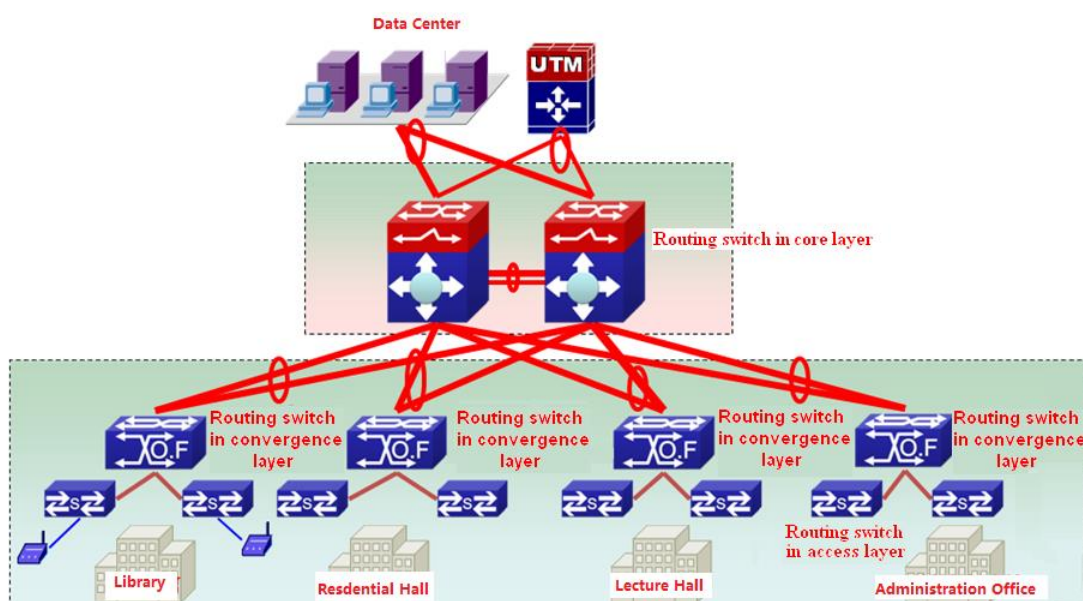 Data Center
UTM
Routing switch in core layer
Routing switch
in convergence
layer
Routing switch
in convergence
layer
Routing switch
in convergence
layer
Routing switch
in convergence
layer
O.F
O.F
O.F
O.F
S
S
S
S
S
S
S
S
Routing switch
in access layer
Library
Resdential Hall
Lecture Hall
Administration Office